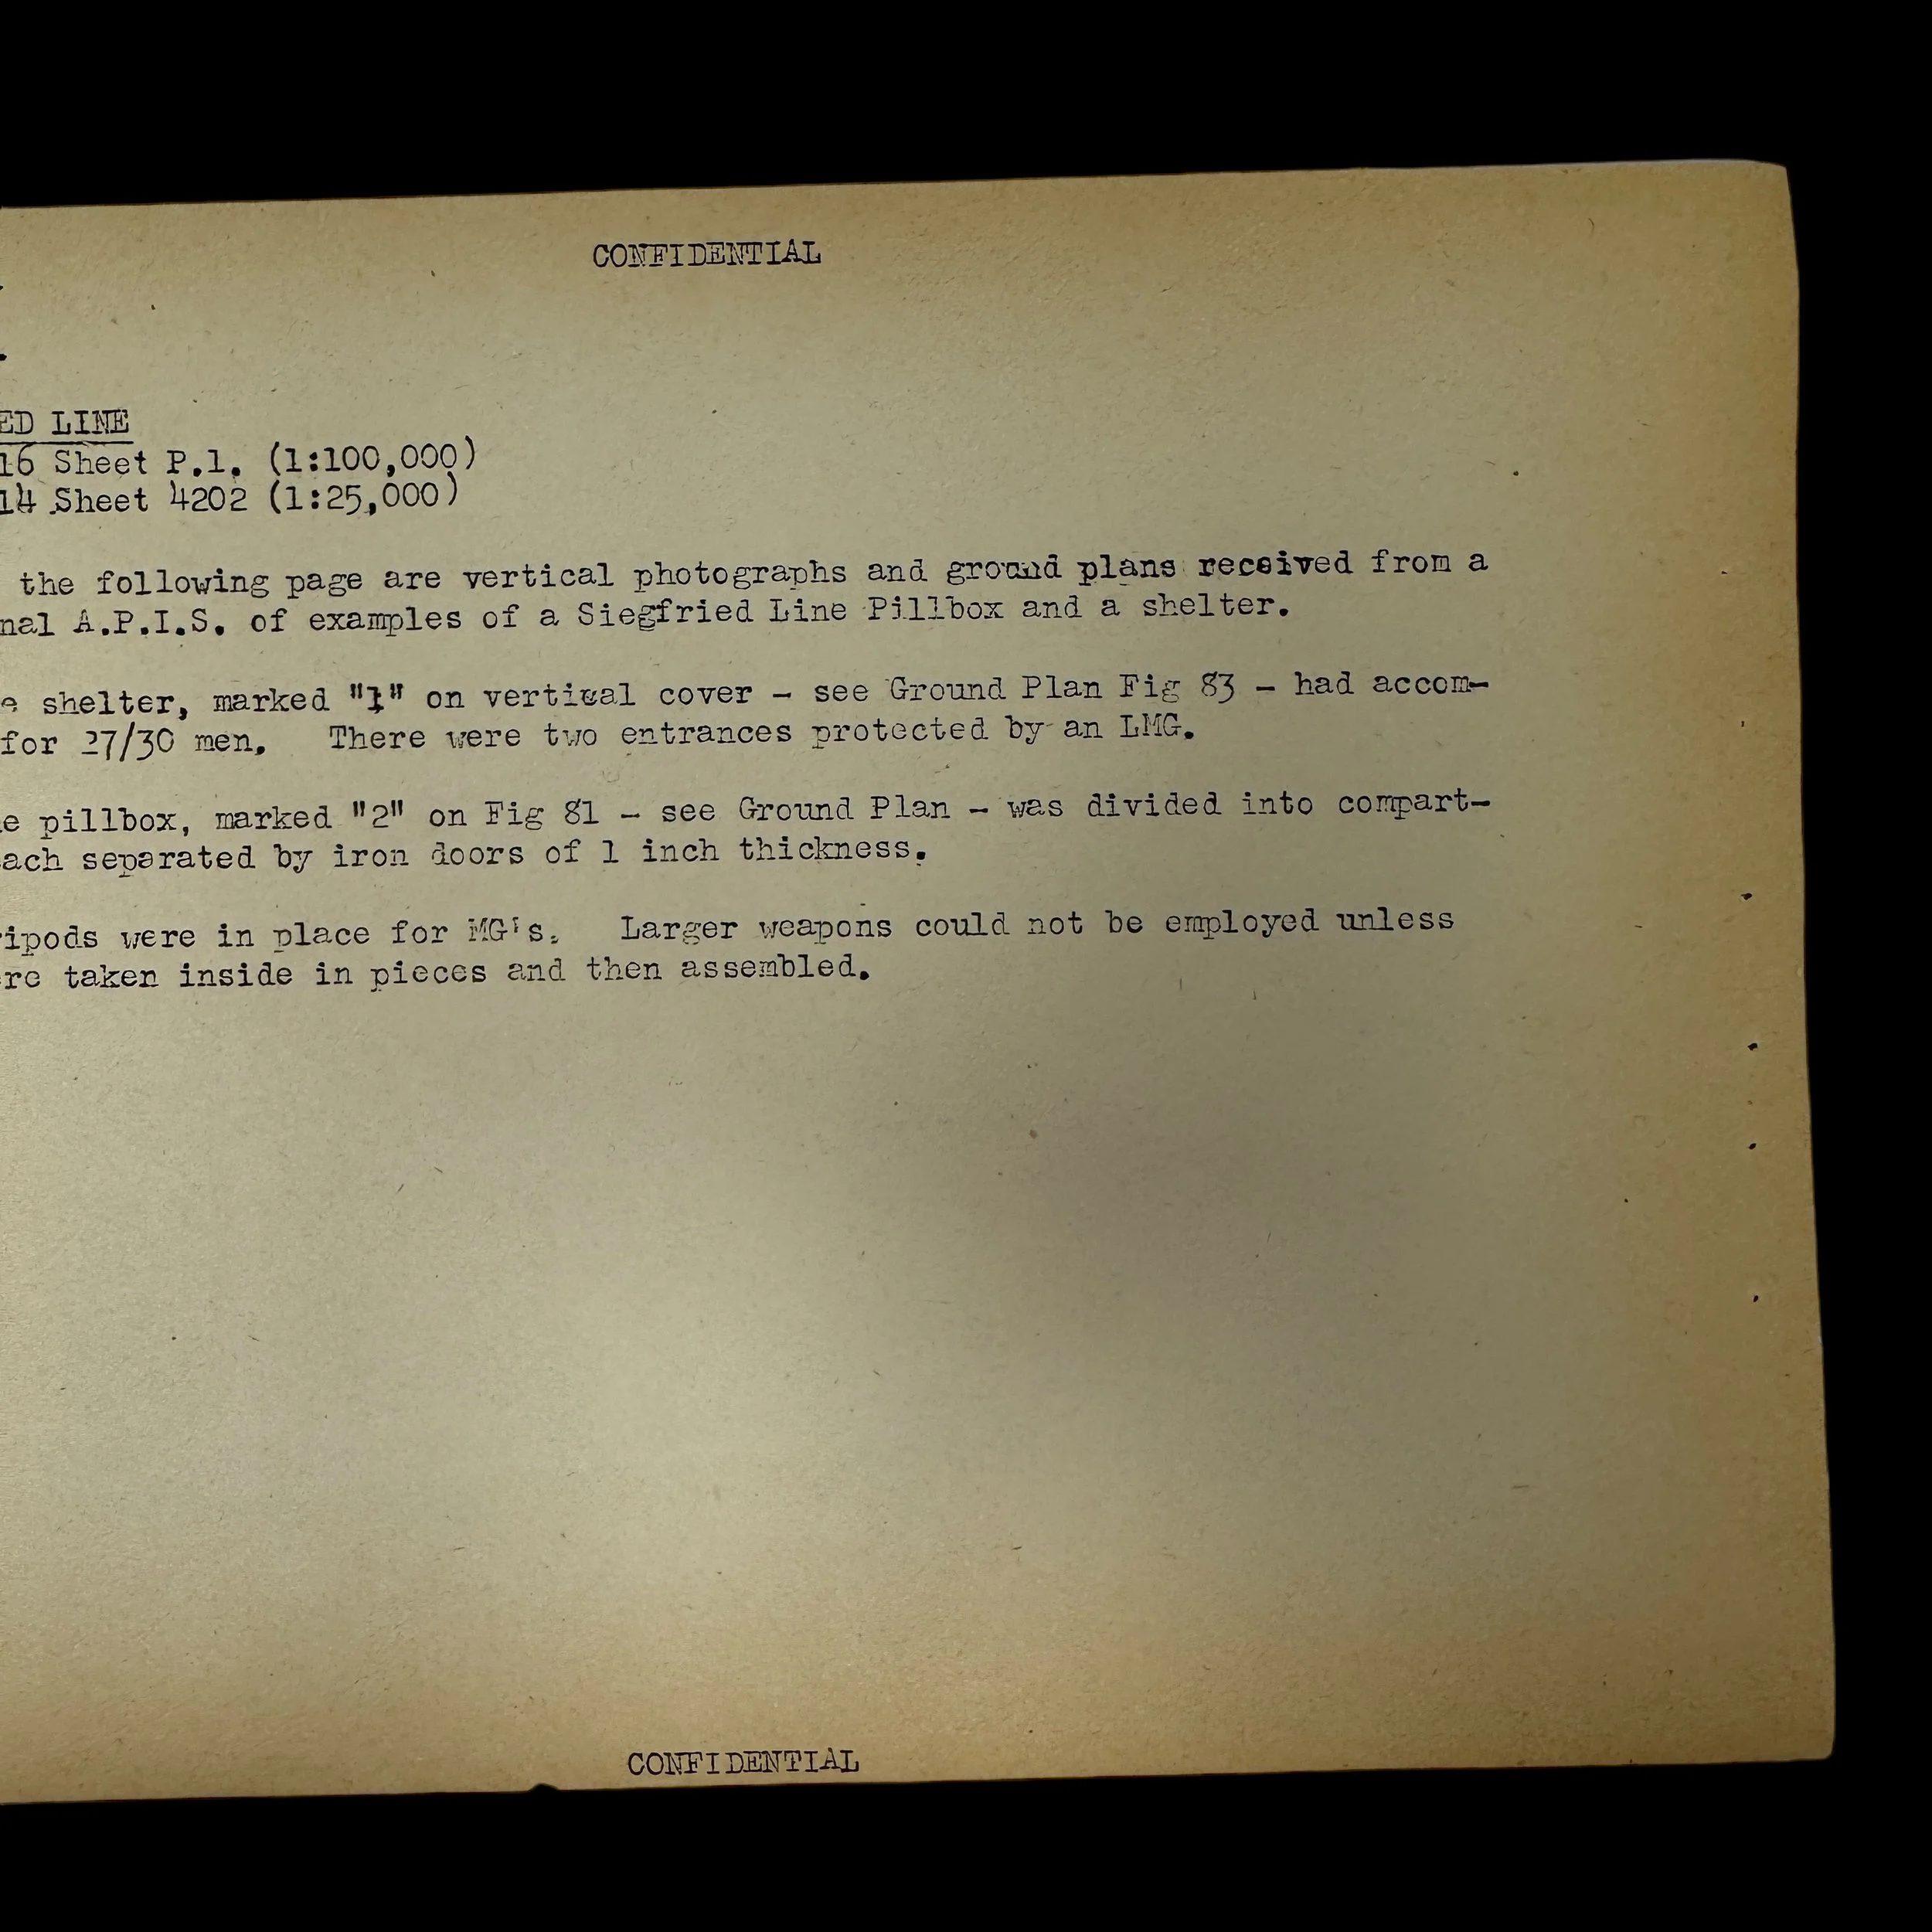 CONFIDENTIAL
ED LINE
16 Sheet P.1. (1:100,000)
14 Sheet 4202 (1:25,000)
the following page are vertical photographs and ground plans received from a
nal A.P.I.S. of examples of a Siegfried Line Pillbox and a shelter.
e shelter, marked "1" on vertical cover - see Ground Plan Fig 83 - had accom-
for 27/30 men. There were two entrances protected by an LMG.
e pillbox, marked "2" on Fig 81 - see Ground Plan - was divided into compart-
ach separated by iron doors of 1 inch thickness.
ripods were in place for MG's. Larger weapons could not be employed unless
re taken inside in pieces and then assembled.
CONFIDENTIAL